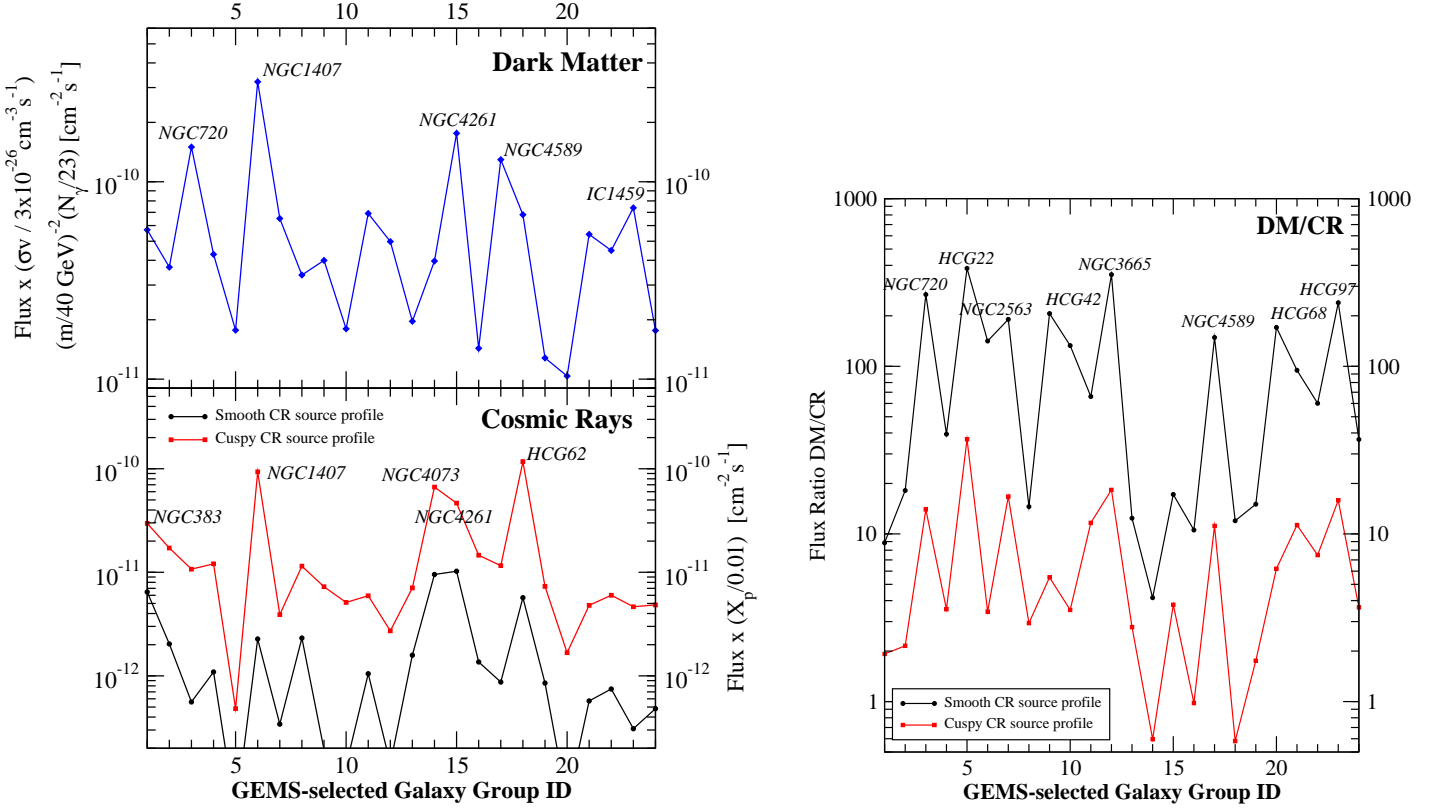 5 10 15 20
Dark Matter
NGC1407
NGC720
NGC4261
NGC4589
IC1459
10^-10
10^-11
10^-10
10^-11
Flux x (σv / 3x10^-26 cm^-3 s^-1)
(m/40 GeV)^-2 (N_γ/23) [cm^-2 s^-1]
Cosmic Rays
Smooth CR source profile
Cuspy CR source profile
NGC383
NGC1407
NGC4073
NGC4261
HCG62
10^-10
10^-11
10^-12
10^-10
10^-11
10^-12
Flux x (X_p/0.01) [cm^-2 s^-1]
5 10 15 20
GEMS-selected Galaxy Group ID
DM/CR
1000
100
10
1
1000
100
10
1
Flux Ratio DM/CR
NGC720
HCG22
NGC2563
HCG42
NGC3665
NGC4589
HCG68
HCG97
Smooth CR source profile
Cuspy CR source profile
5 10 15 20
GEMS-selected Galaxy Group ID